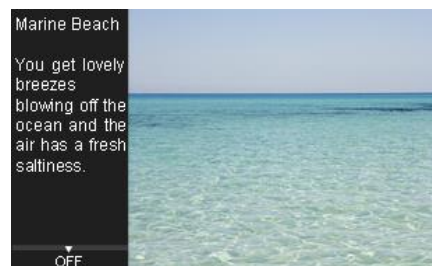 Marine Beach
You get lovely
breezes
blowing off the
ocean and the
air has a fresh
saltiness.
OFF